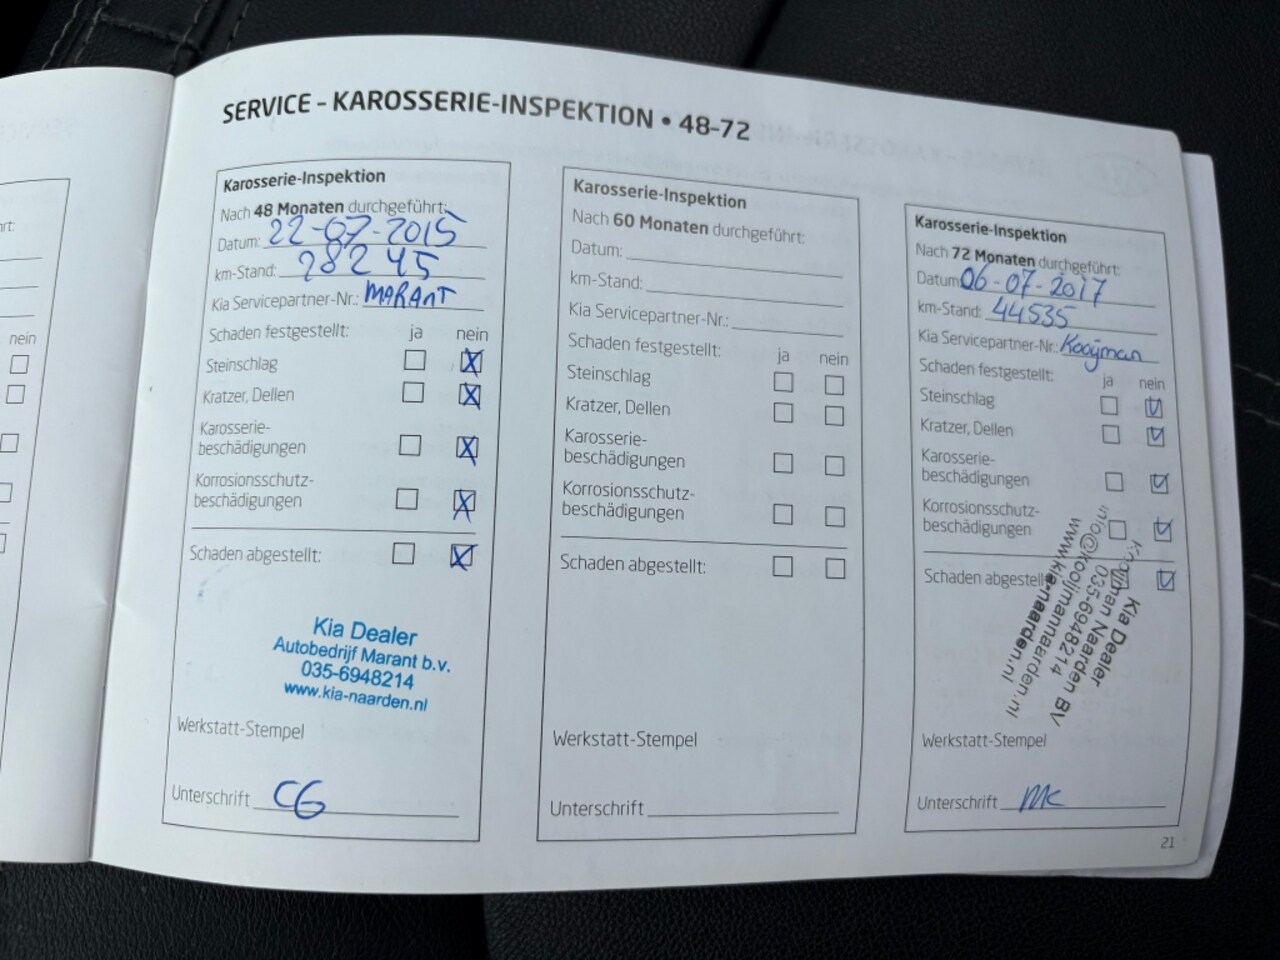 SERVICE – KAROSSERIE-INSPEKTION • 48–72
Karosserie-Inspektion
Nach 48 Monaten durchgeführt:
Datum: 22-07-2015
km-Stand: 28245
Kia Servicepartner-Nr.: MARANT
Schaden festgestellt: ja nein
Steinschlag
Kratzer, Dellen
Karosserie-
beschädigungen
Korrosionsschutz-
beschädigungen
Schaden abgestellt:
Kia Dealer
Autobedrijf Marant b.v.
035-6948214
www.kia-naarden.nl
Werkstatt-Stempel
Unterschrift CG
Karosserie-Inspektion
Nach 60 Monaten durchgeführt:
Datum:
km-Stand:
Kia Servicepartner-Nr.:
Schaden festgestellt: ja nein
Steinschlag
Kratzer, Dellen
Karosserie-
beschädigungen
Korrosionsschutz-
beschädigungen
Schaden abgestellt:
Werkstatt-Stempel
Unterschrift
Karosserie-Inspektion
Nach 72 Monaten durchgeführt:
Datum: 06-07-2017
km-Stand: 44535
Kia Servicepartner-Nr.: Kooijman
Schaden festgestellt: ja nein
Steinschlag
Kratzer, Dellen
Karosserie-
beschädigungen
Korrosionsschutz-
beschädigungen
Schaden abgestellt
Kia Dealer
Kooijman Naarden BV
035-6948214
info@kooijmannaarden.nl
www.kia-naarden.nl
Werkstatt-Stempel
Unterschrift MK
21
nein